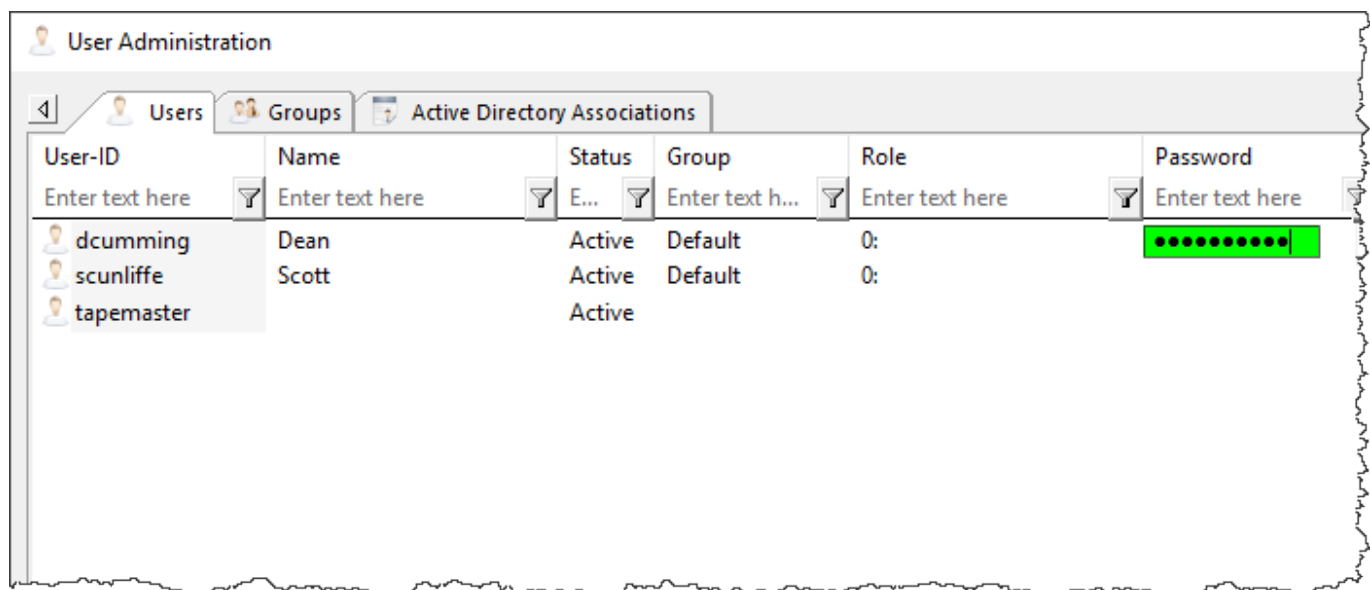 User Administration
Users Groups Active Directory Associations
User-ID Name Status Group Role Password
Enter text here Enter text here E... Enter text h... Enter text here Enter text here
dcumming Dean Active Default 0: ●●●●●●●●●●
scunliffe Scott Active Default 0:
tapemaster Active